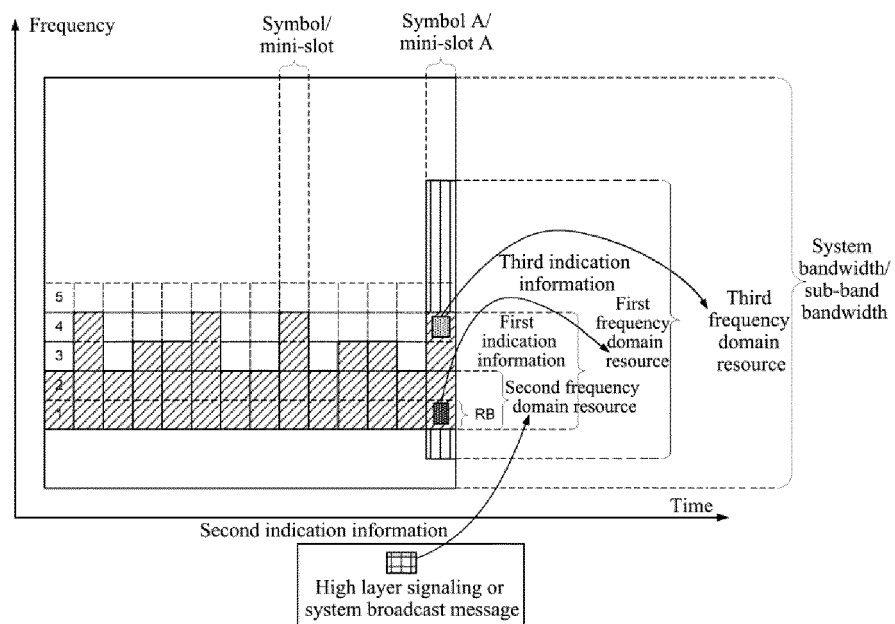 Frequency
Symbol/
mini-slot
Symbol A/
mini-slot A
5
4
3
2
1
Third indication
information
First
indication
information
First
frequency
domain
resource
Third
frequency
domain
resource
System
bandwidth/
sub-band
bandwidth
Second frequency
domain resource
RB
Time
Second indication information
High layer signaling or
system broadcast message